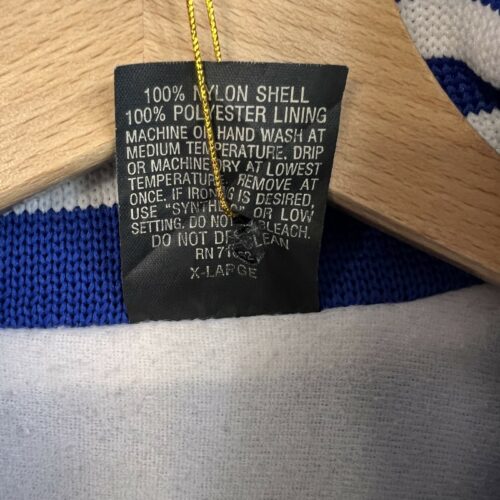 100% NYLON SHELL
100% POLYESTER LINING
MACHINE OR HAND WASH AT
MEDIUM TEMPERATURE. DRIP
OR MACHINE DRY AT LOWEST
TEMPERATURE, REMOVE AT
ONCE. IF IRONING IS DESIRED,
USE "SYNTHETIC" OR LOW
SETTING. DO NOT BLEACH.
DO NOT DRY CLEAN
RN
X-LARGE